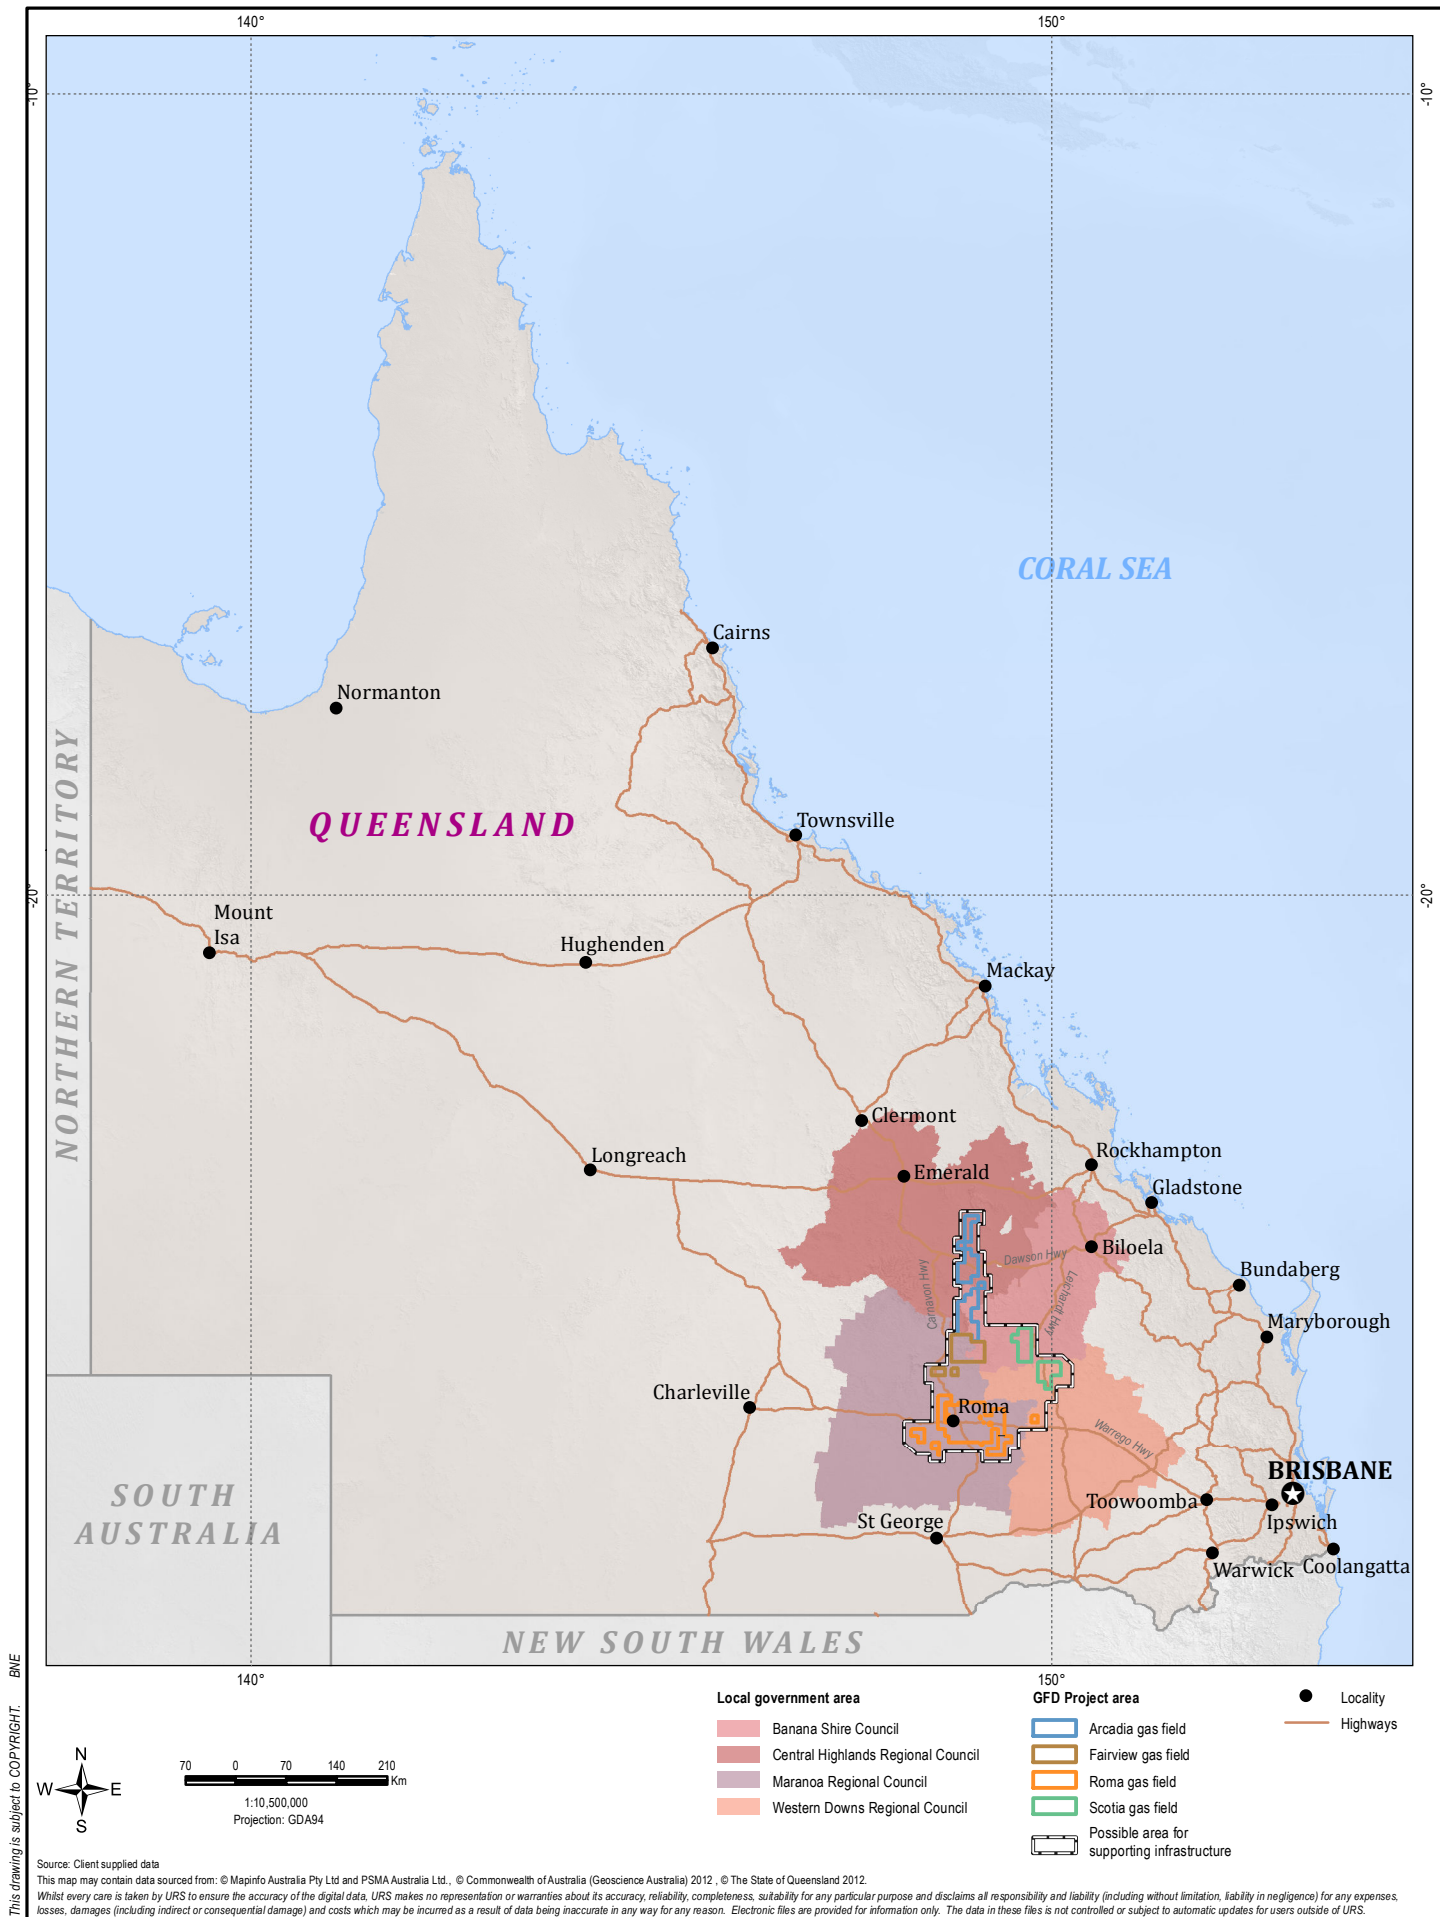 140°
150°
-10°
-10°
CORAL SEA
Cairns
Normanton
QUEENSLAND
Townsville
NORTHERN TERRITORY
-20°
-20°
Mount
Isa
Hughenden
Mackay
Clermont
Longreach
Emerald
Rockhampton
Gladstone
Biloela
Dawson Hwy
Carnavon Hwy
Leichardt Hwy
Bundaberg
Maryborough
Charleville
Roma
Warrego Hwy
BRISBANE
SOUTH
AUSTRALIA
Toowoomba
Ipswich
St George
Warwick
Coolangatta
NEW SOUTH WALES
140°
150°
Local government area
Banana Shire Council
Central Highlands Regional Council
Maranoa Regional Council
Western Downs Regional Council
GFD Project area
Arcadia gas field
Fairview gas field
Roma gas field
Scotia gas field
Possible area for
supporting infrastructure
Locality
Highways
N
W E
S
70 0 70 140 210
Km
1:10,500,000
Projection: GDA94
Source: Client supplied data
This map may contain data sourced from: © Mapinfo Australia Pty Ltd and PSMA Australia Ltd., © Commonwealth of Australia (Geoscience Australia) 2012 , © The State of Queensland 2012.
Whilst every care is taken by URS to ensure the accuracy of the digital data, URS makes no representation or warranties about its accuracy, reliability, completeness, suitability for any particular purpose and disclaims all responsibility and liability (including without limitation, liability in negligence) for any expenses,
losses, damages (including indirect or consequential damage) and costs which may be incurred as a result of data being inaccurate in any way for any reason. Electronic files are provided for information only. The data in these files is not controlled or subject to automatic updates for users outside of URS.
This drawing is subject to COPYRIGHT. BNE